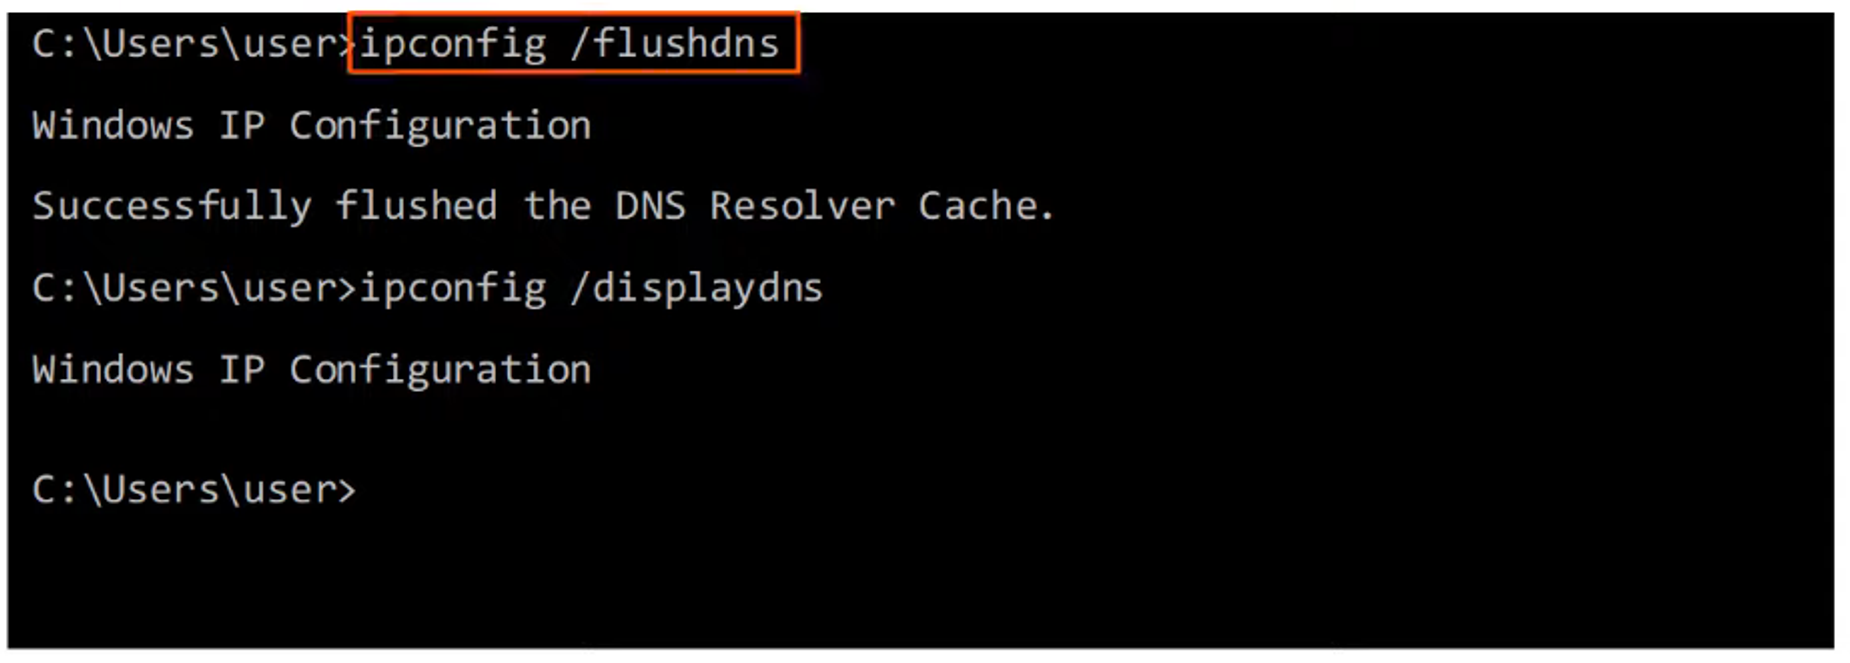 C:\Users\user>ipconfig /flushdns
Windows IP Configuration
Successfully flushed the DNS Resolver Cache.
C:\Users\user>ipconfig /displaydns
Windows IP Configuration
C:\Users\user>